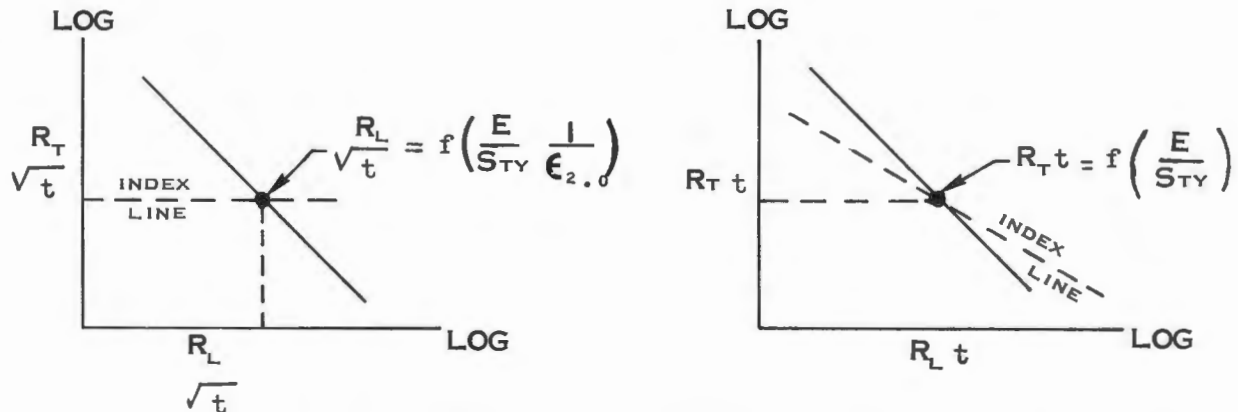 LOG
R_T
√t
INDEX
LINE
R_L/√t = f(E/S_TY 1/ϵ_2.0)
LOG
R_L
√t
LOG
R_T t
R_T t = f(E/S_TY)
INDEX
LINE
LOG
R_L t